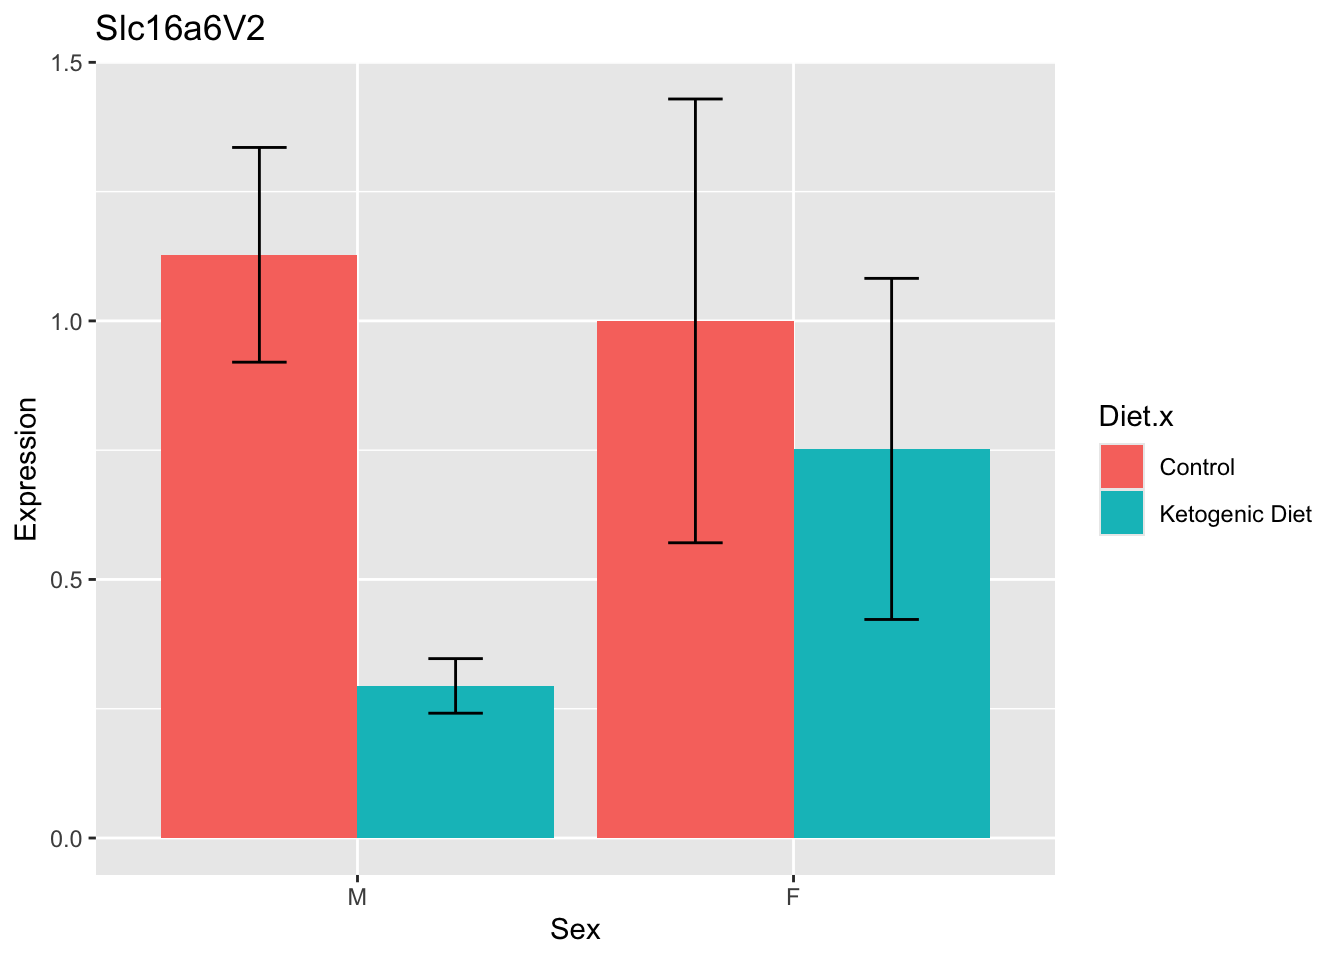 Slc16a6V2
1.5
1.0
0.5
0.0
Expression
M
F
Sex
Diet.x
Control
Ketogenic Diet